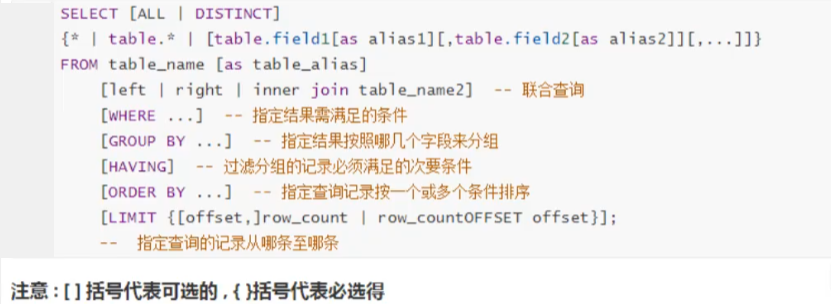 SELECT [ALL | DISTINCT]
{* | table.* | [table.field1[as alias1][,table.field2[as alias2]][,...]]}
FROM table_name [as table_alias]
[left | right | inner join table_name2] -- 联合查询
[WHERE ...] -- 指定结果需满足的条件
[GROUP BY ...] -- 指定结果按照哪几个字段来分组
[HAVING] -- 过滤分组的记录必须满足的次要条件
[ORDER BY ...] -- 指定查询记录按一个或多个条件排序
[LIMIT {[offset,]row_count | row_countOFFSET offset}];
-- 指定查询的记录从哪条至哪条
注意 : [ ] 括号代表可选的 , { }括号代表必选得